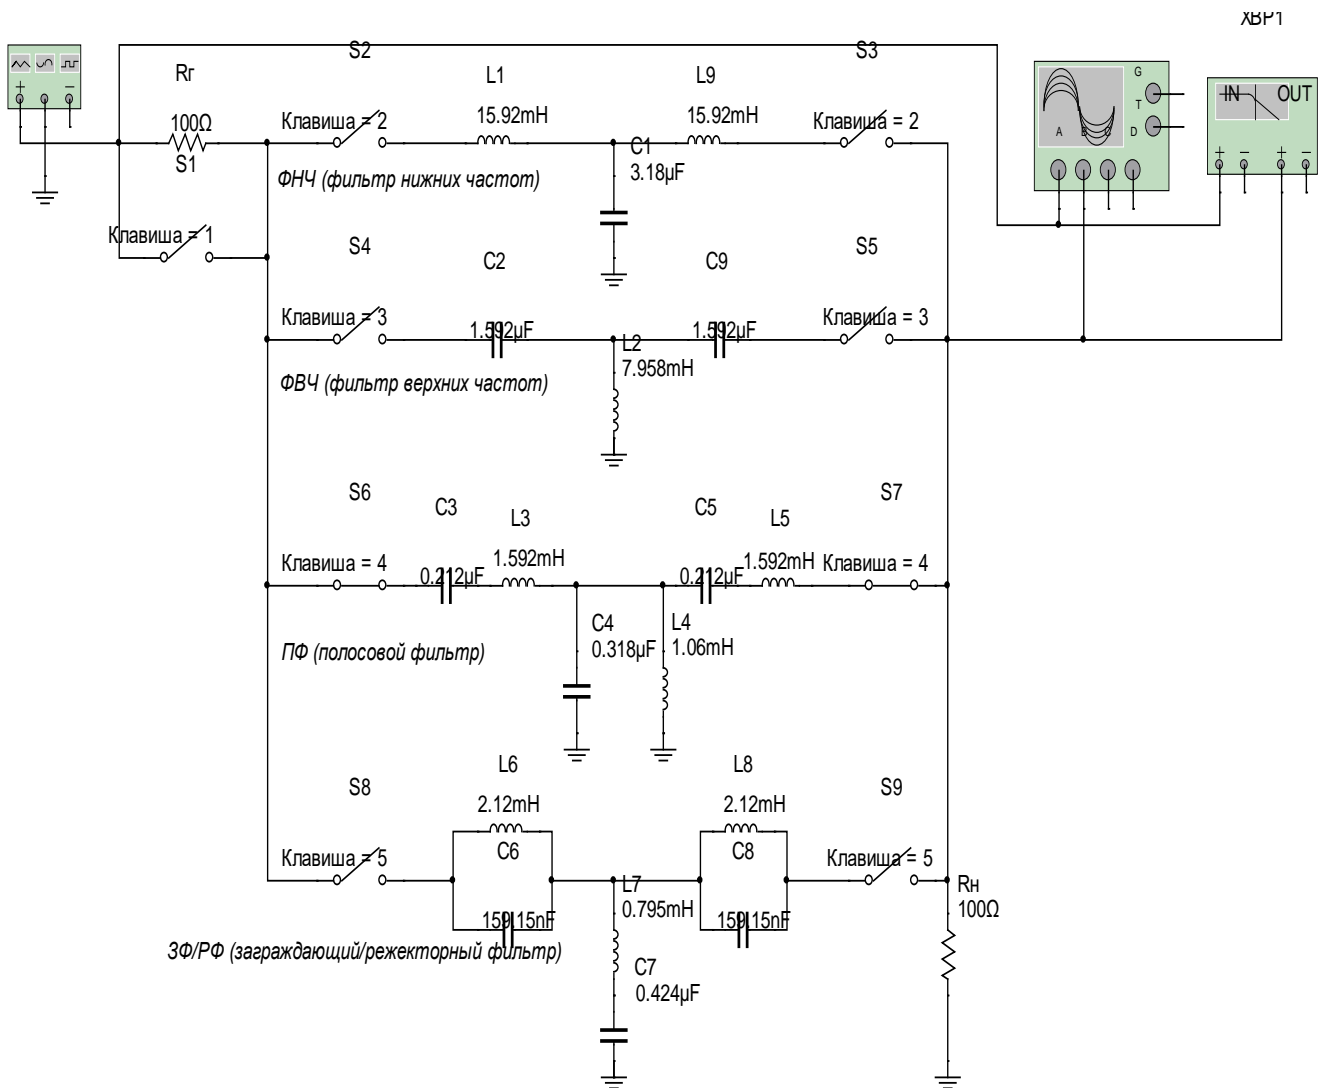 XBP1
S2
S3
Rг
L1
L9
G
T
A B C D
IN OUT
+ − + −
+ −
100Ω
S1
Клавиша = 2
15.92mH
15.92mH
Клавиша = 2
C1
3.18µF
ФНЧ (фильтр нижних частот)
Клавиша = 1
S4
C2
C9
S5
Клавиша = 3
1.592µF
1.592µF
Клавиша = 3
L2
7.958mH
ФВЧ (фильтр верхних частот)
S6
C3
L3
C5
L5
S7
Клавиша = 4
0.212µF
1.592mH
0.212µF
1.592mH
Клавиша = 4
C4
0.318µF
L4
1.06mH
ПФ (полосовой фильтр)
S8
L6
2.12mH
L8
2.12mH
S9
Клавиша = 5
C6
C8
Клавиша = 5
159.15nF
L7
0.795mH
159.15nF
Rн
100Ω
ЗФ/РФ (заграждающий/режекторный фильтр)
C7
0.424µF